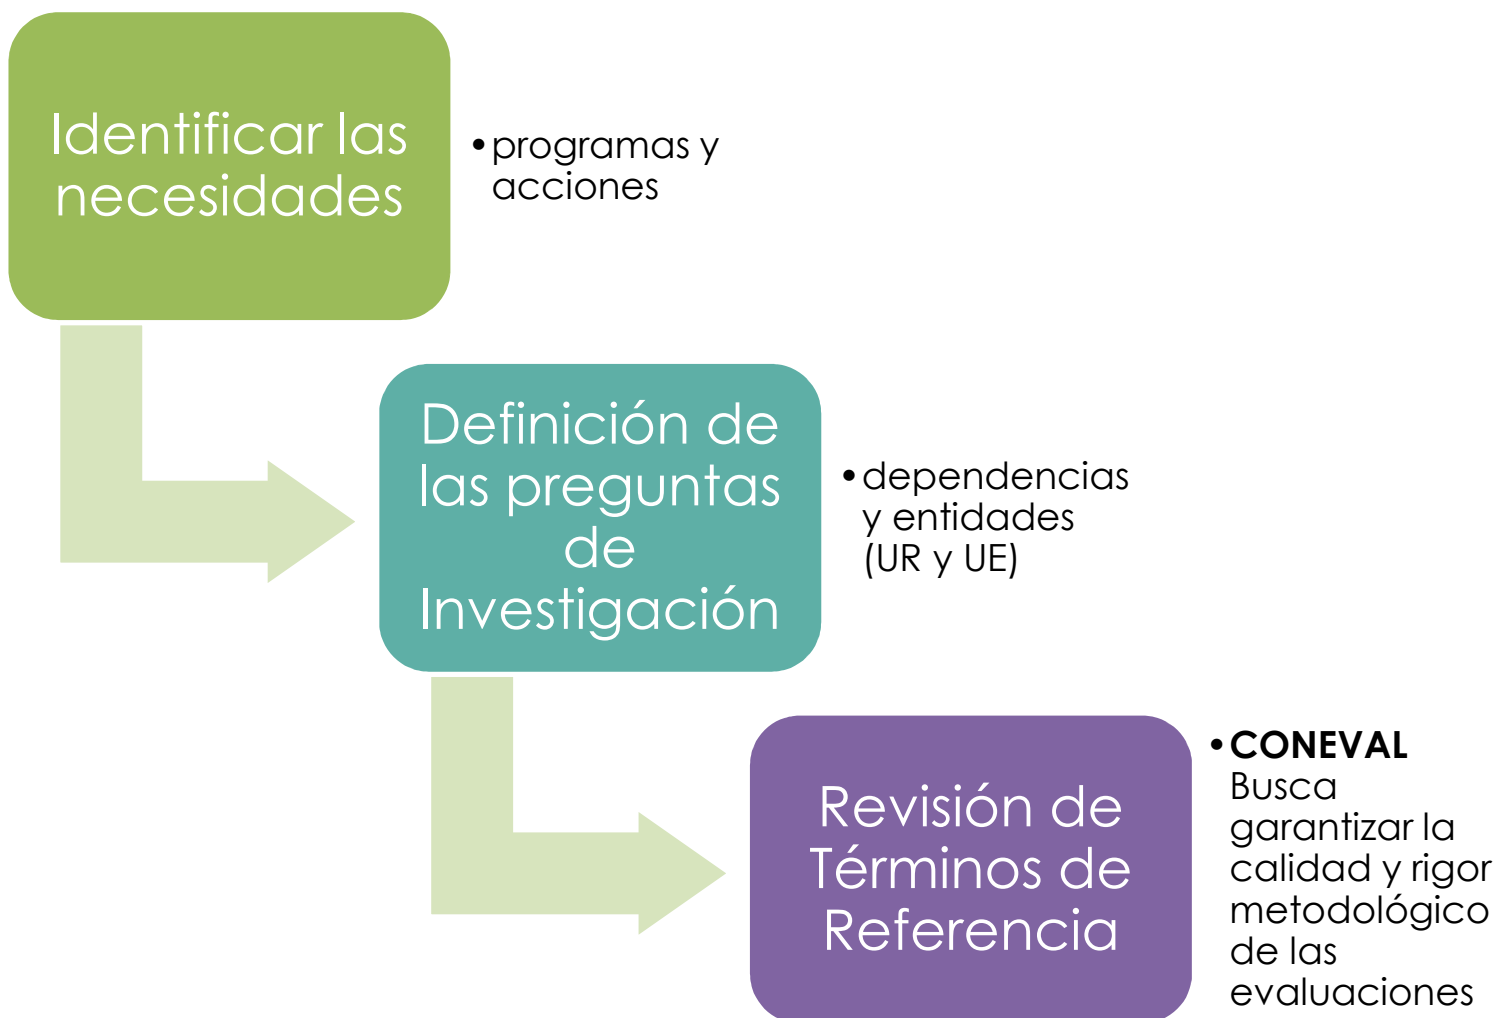 Identificar las
necesidades
•programas y
acciones
Definición de
las preguntas
de
Investigación
•dependencias
y entidades
(UR y UE)
Revisión de
Términos de
Referencia
•CONEVAL
Busca
garantizar la
calidad y rigor
metodológico
de las
evaluaciones